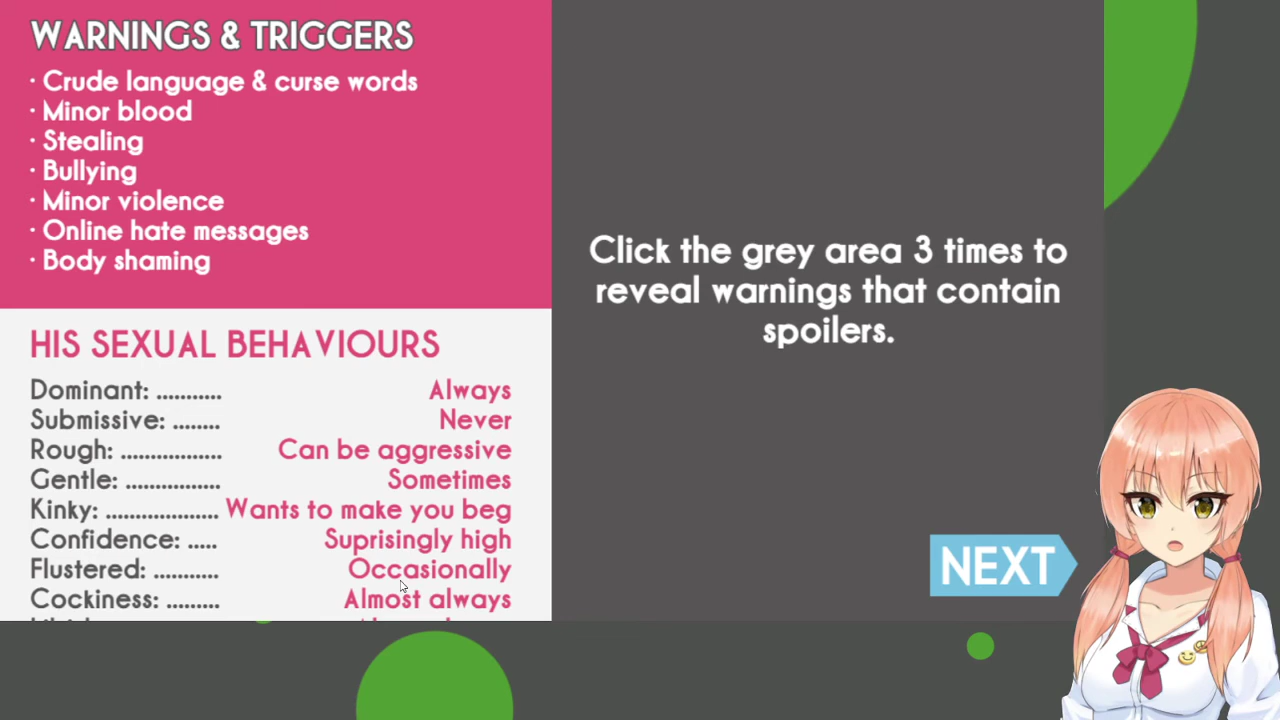 WARNINGS & TRIGGERS
· Crude language & curse words
· Minor blood
· Stealing
· Bullying
· Minor violence
· Online hate messages
· Body shaming
HIS SEXUAL BEHAVIOURS
Dominant: ........... Always
Submissive: ........ Never
Rough: ................. Can be aggressive
Gentle: ................ Sometimes
Kinky: ................... Wants to make you beg
Confidence: ..... Suprisingly high
Flustered: ........... Occasionally
Cockiness: ......... Almost always
Click the grey area 3 times to
reveal warnings that contain
spoilers.
NEXT